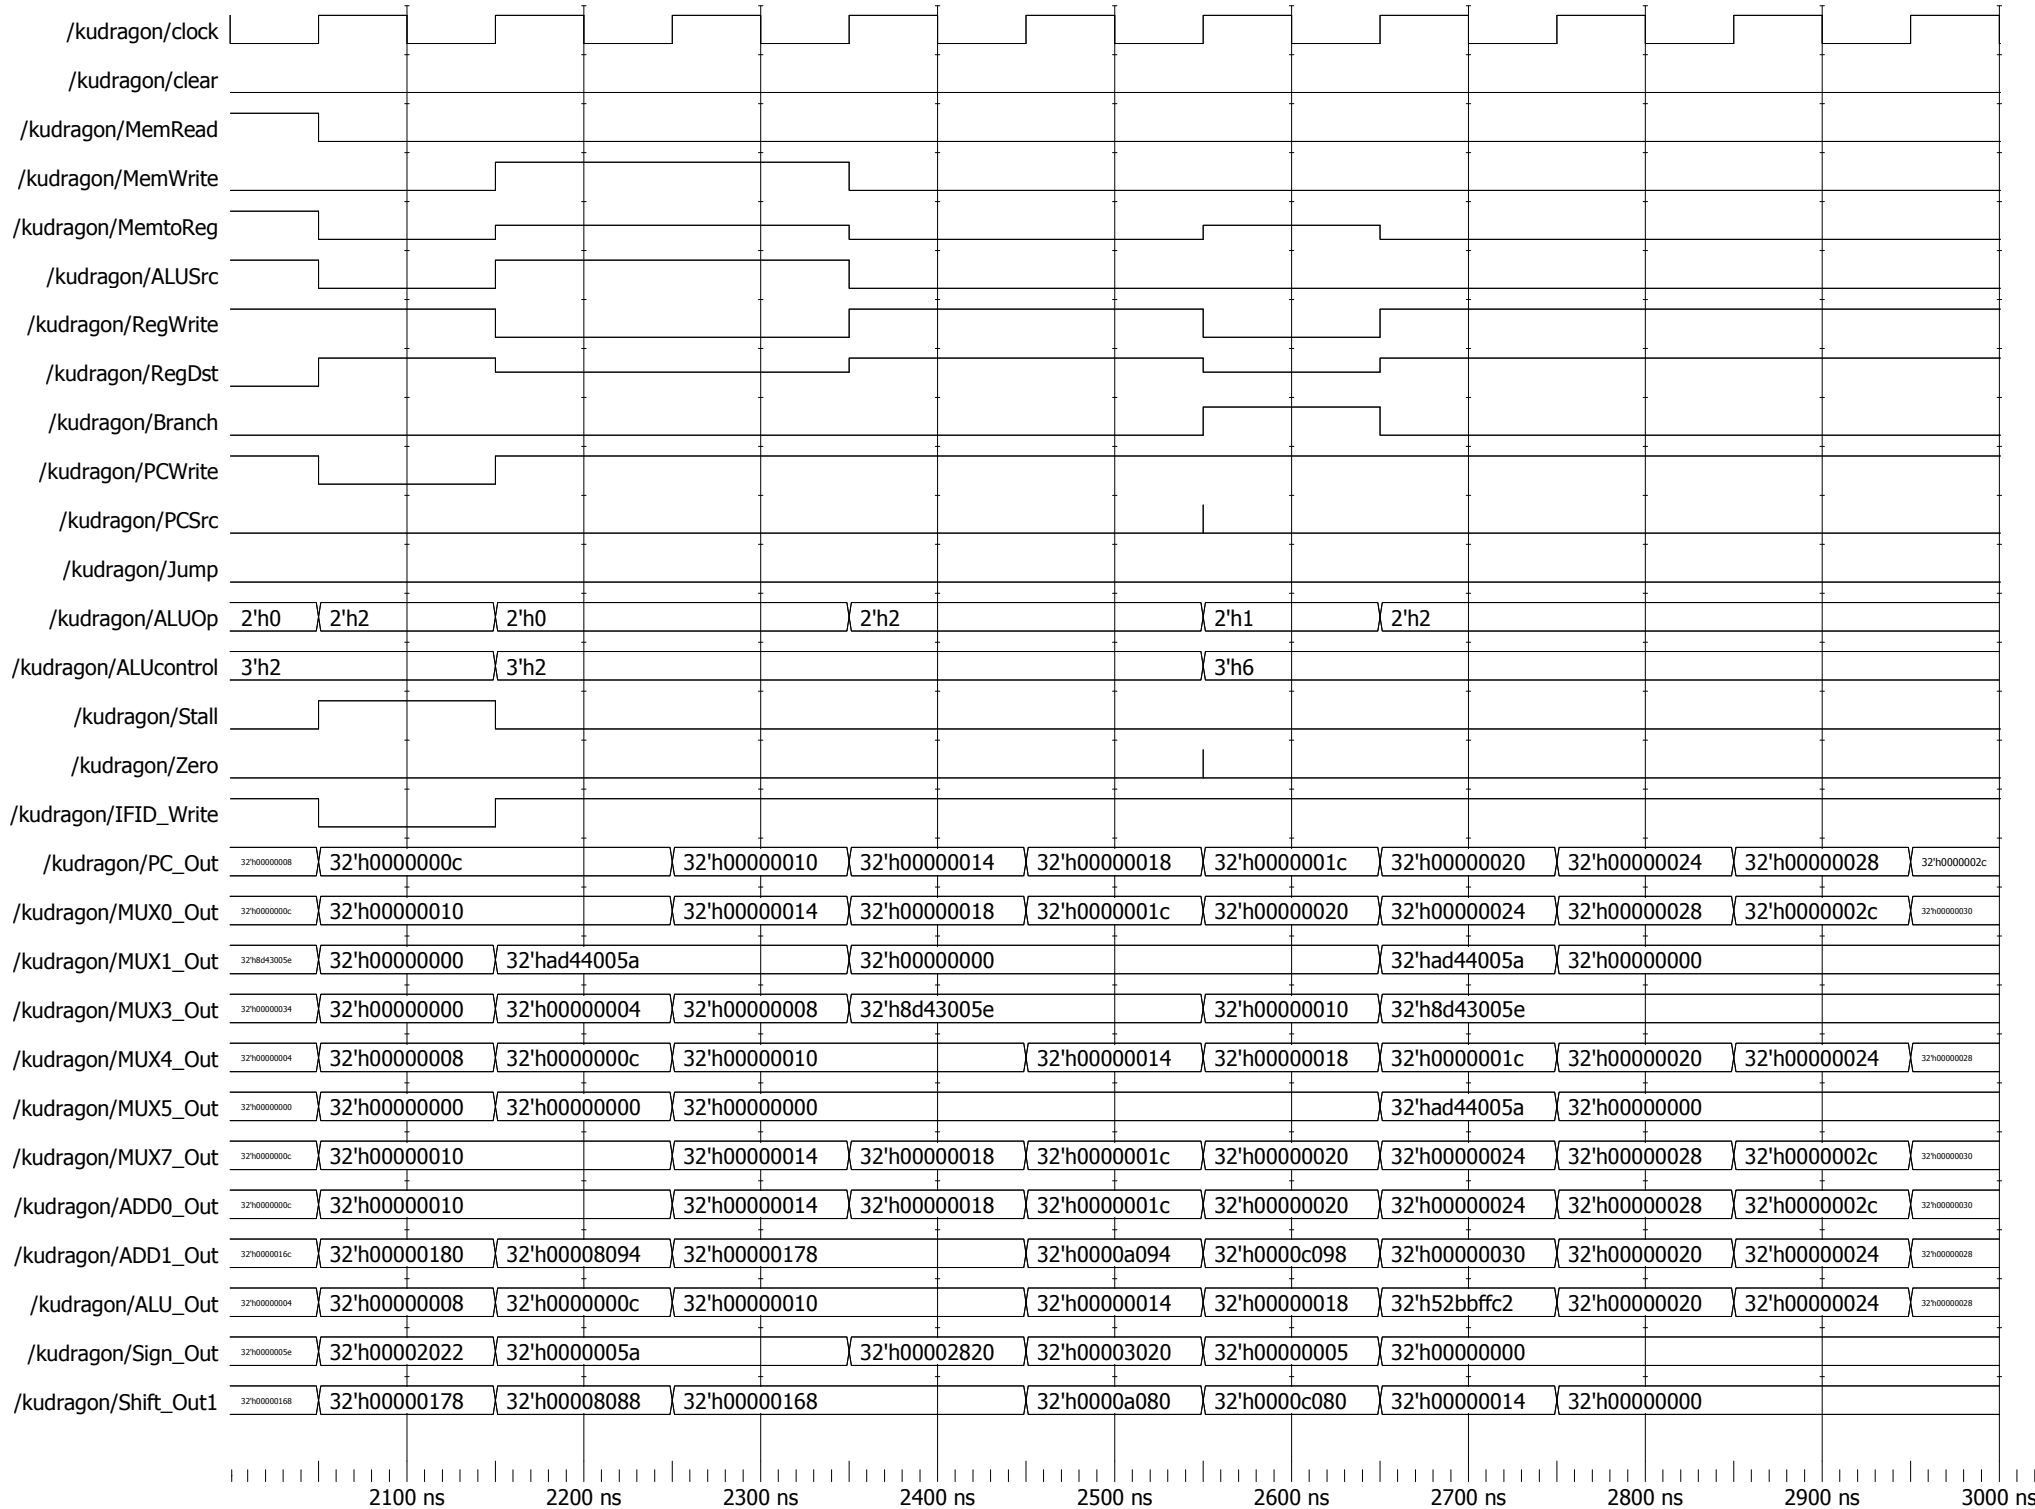 /kudragon/clock
/kudragon/clear
/kudragon/MemRead
/kudragon/MemWrite
/kudragon/MemtoReg
/kudragon/ALUSrc
/kudragon/RegWrite
/kudragon/RegDst
/kudragon/Branch
/kudragon/PCWrite
/kudragon/PCSrc
/kudragon/Jump
/kudragon/ALUOp 2'h0 2'h2 2'h0 2'h2 2'h1 2'h2
/kudragon/ALUcontrol 3'h2 3'h2 3'h6
/kudragon/Stall
/kudragon/Zero
/kudragon/IFID_Write
/kudragon/PC_Out 32'h00000008 32'h0000000c 32'h00000010 32'h00000014 32'h00000018 32'h0000001c 32'h00000020 32'h00000024 32'h00000028 32'h0000002c
/kudragon/MUX0_Out 32'h0000000c 32'h00000010 32'h00000014 32'h00000018 32'h0000001c 32'h00000020 32'h00000024 32'h00000028 32'h0000002c 32'h00000030
/kudragon/MUX1_Out 32'h8d43005e 32'h00000000 32'had44005a 32'h00000000 32'had44005a 32'h00000000
/kudragon/MUX3_Out 32'h00000034 32'h00000000 32'h00000004 32'h00000008 32'h8d43005e 32'h00000010 32'h8d43005e
/kudragon/MUX4_Out 32'h00000004 32'h00000008 32'h0000000c 32'h00000010 32'h00000014 32'h00000018 32'h0000001c 32'h00000020 32'h00000024 32'h00000028
/kudragon/MUX5_Out 32'h00000000 32'h00000000 32'h00000000 32'h00000000 32'had44005a 32'h00000000
/kudragon/MUX7_Out 32'h0000000c 32'h00000010 32'h00000014 32'h00000018 32'h0000001c 32'h00000020 32'h00000024 32'h00000028 32'h0000002c 32'h00000030
/kudragon/ADD0_Out 32'h0000000c 32'h00000010 32'h00000014 32'h00000018 32'h0000001c 32'h00000020 32'h00000024 32'h00000028 32'h0000002c 32'h00000030
/kudragon/ADD1_Out 32'h0000016c 32'h00000180 32'h00008094 32'h00000178 32'h0000a094 32'h0000c098 32'h00000030 32'h00000020 32'h00000024 32'h00000028
/kudragon/ALU_Out 32'h00000004 32'h00000008 32'h0000000c 32'h00000010 32'h00000014 32'h00000018 32'h52bbffc2 32'h00000020 32'h00000024 32'h00000028
/kudragon/Sign_Out 32'h0000005e 32'h00002022 32'h0000005a 32'h00002820 32'h00003020 32'h00000005 32'h00000000
/kudragon/Shift_Out1 32'h00000168 32'h00000178 32'h00008088 32'h00000168 32'h0000a080 32'h0000c080 32'h00000014 32'h00000000
2100 ns 2200 ns 2300 ns 2400 ns 2500 ns 2600 ns 2700 ns 2800 ns 2900 ns 3000 ns